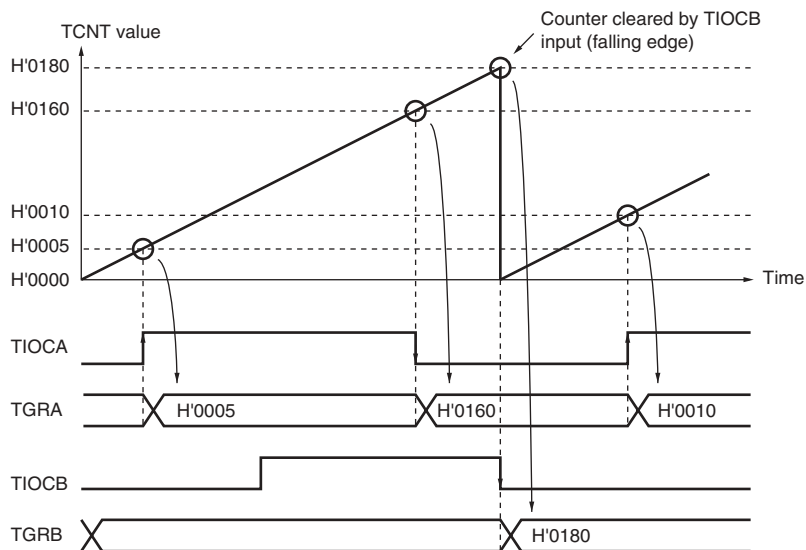 Counter cleared by TIOCB
input (falling edge)
TCNT value
H'0180
H'0160
H'0010
H'0005
H'0000
Time
TIOCA
TGRA
H'0005
H'0160
H'0010
TIOCB
TGRB
H'0180